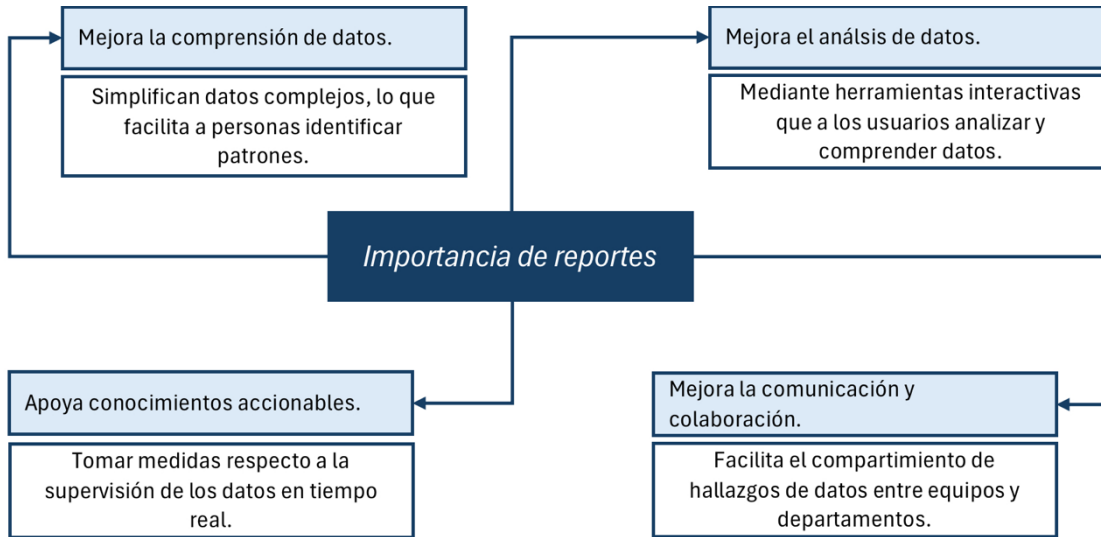 Mejora la comprensión de datos.
Simplifican datos complejos, lo que
facilita a personas identificar
patrones.
Mejora el análsis de datos.
Mediante herramientas interactivas
que a los usuarios analizar y
comprender datos.
Importancia de reportes
Apoya conocimientos accionables.
Tomar medidas respecto a la
supervisión de los datos en tiempo
real.
Mejora la comunicación y
colaboración.
Facilita el compartimiento de
hallazgos de datos entre equipos y
departamentos.